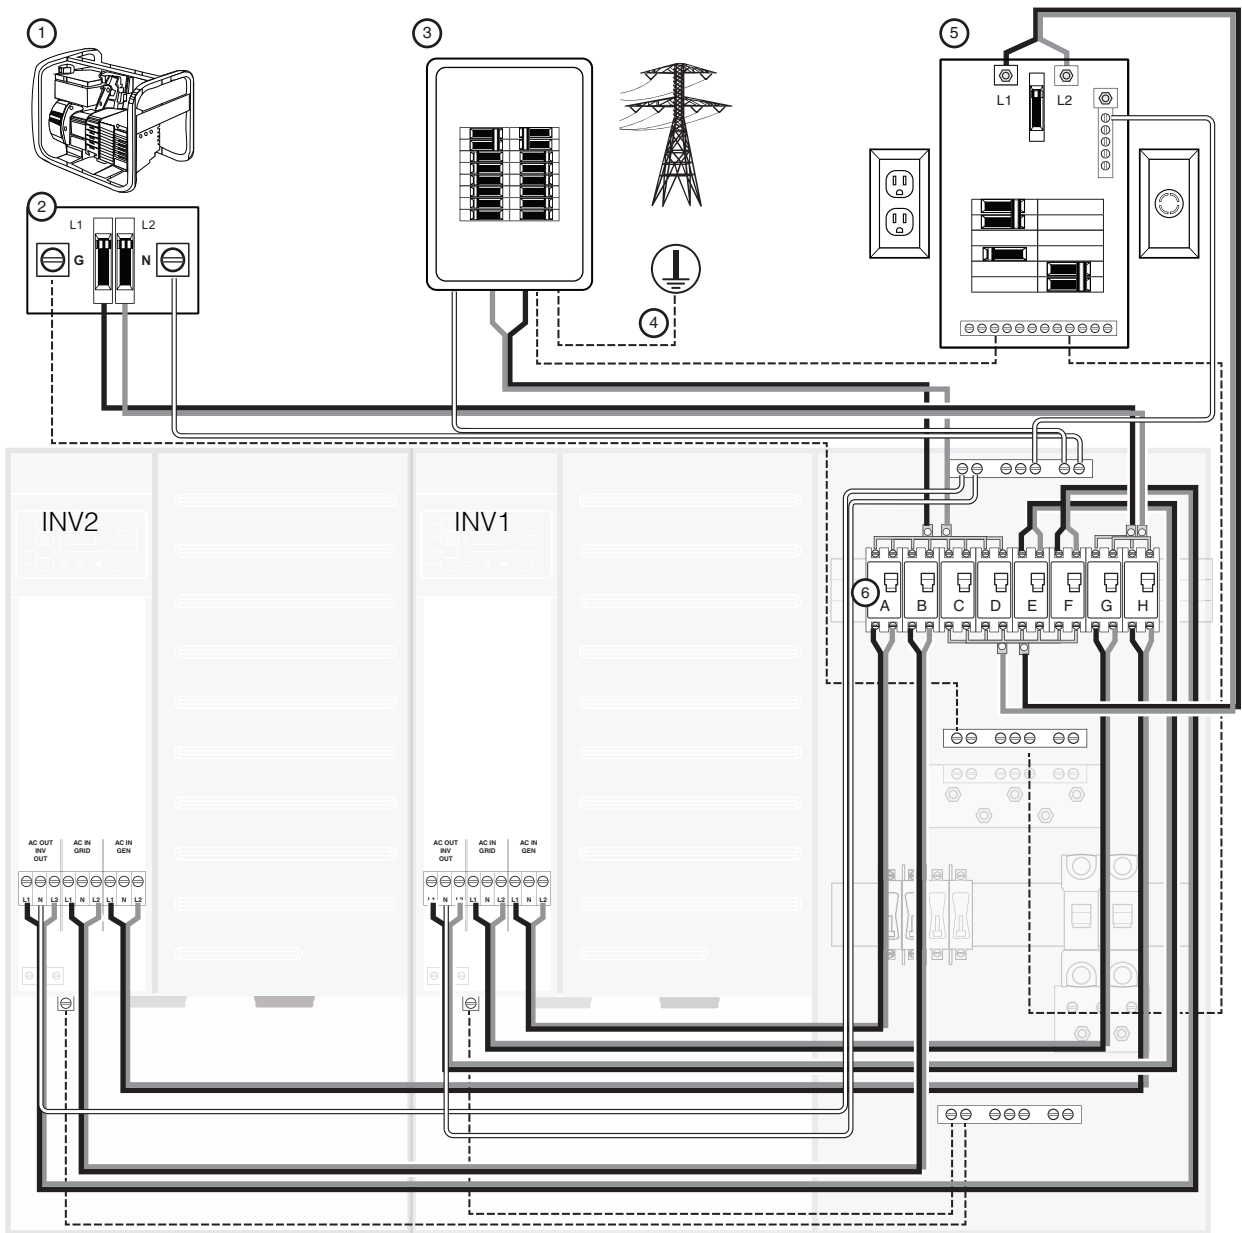 1
3
5
L1 L2
2
L1 L2
G N
4
INV2
INV1
6
A B C D E F G H
AC OUT
INV
OUT
AC IN
GRID
AC IN
GEN
L1 N L2 L1 N L2 L1 N L2
AC OUT
INV
OUT
AC IN
GRID
AC IN
GEN
N L1 N L2 L1 N L2